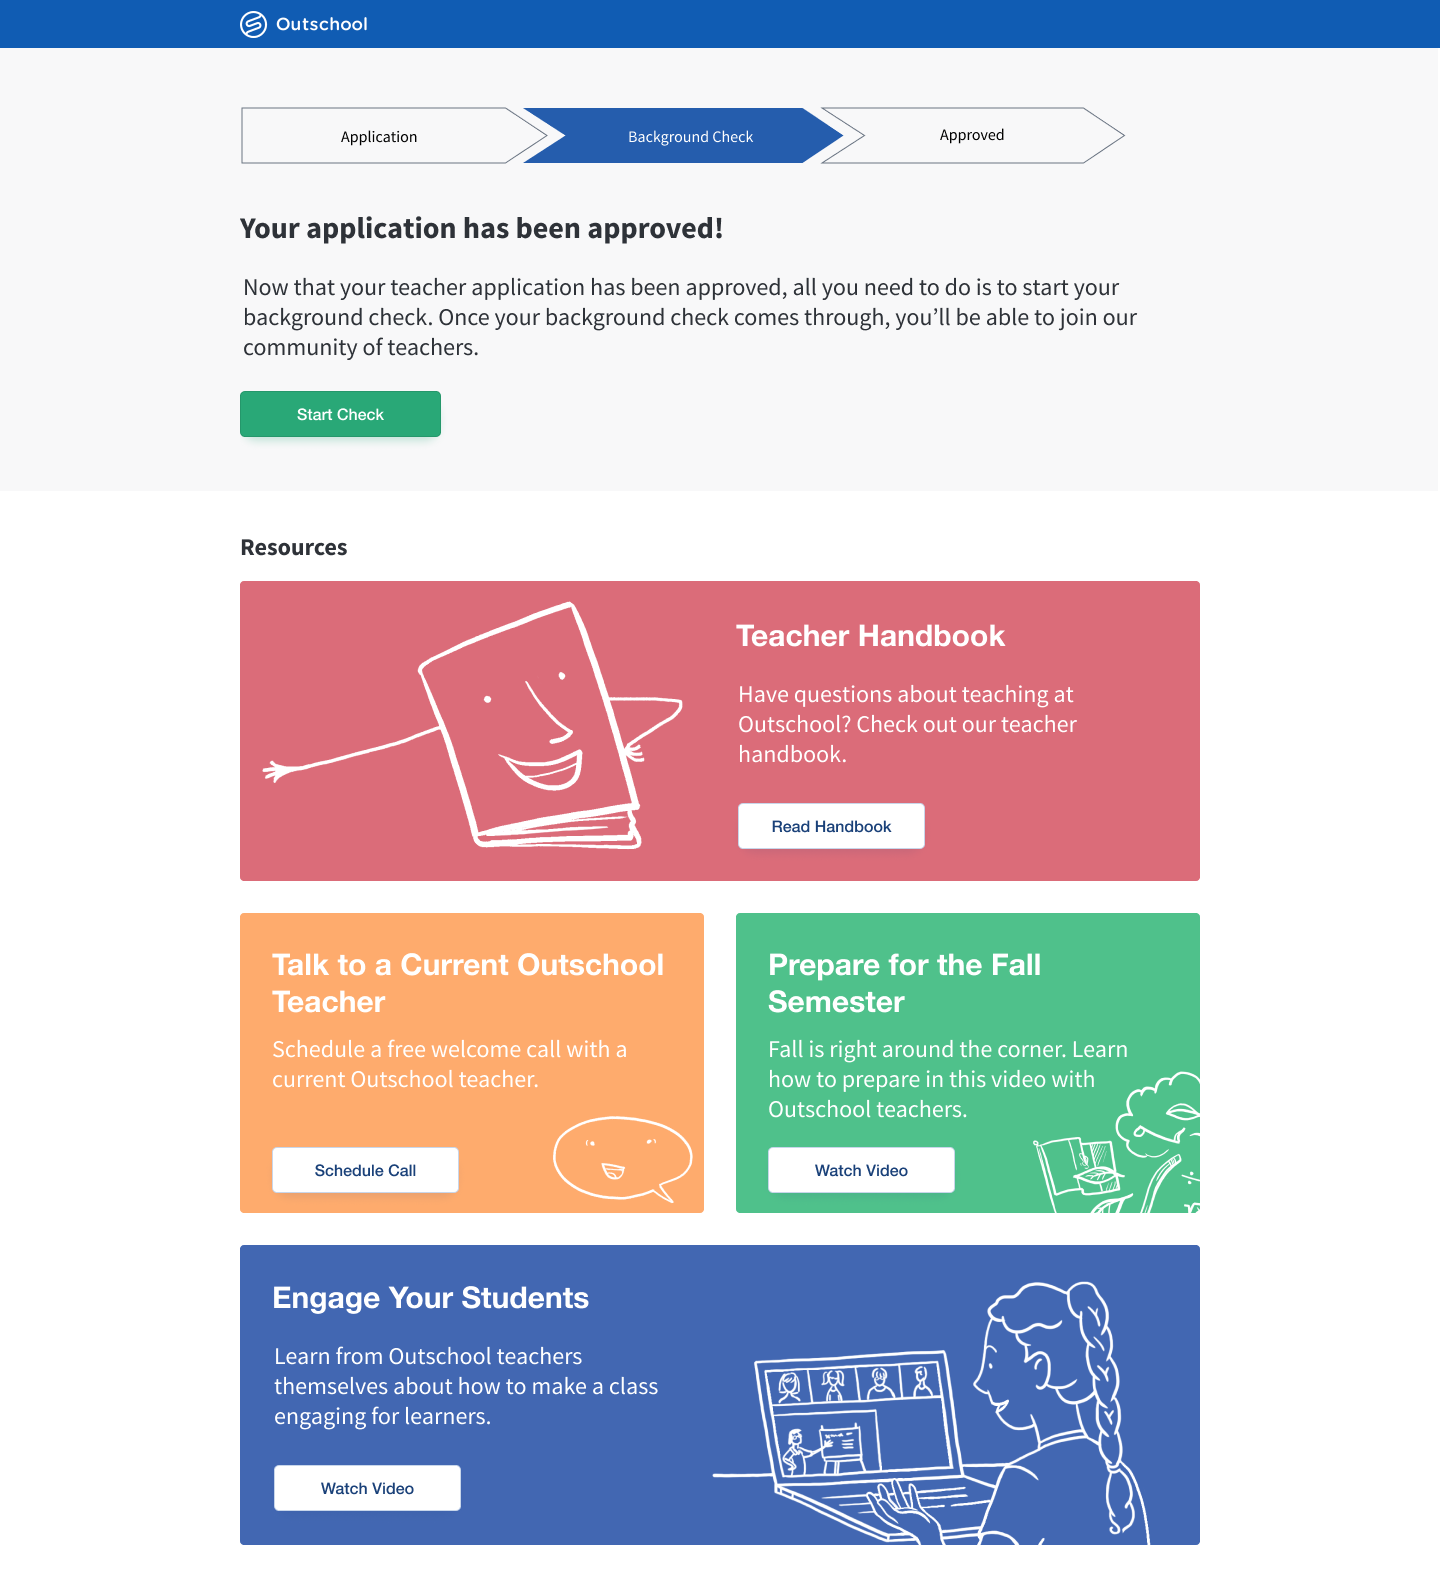 Outschool
Application
Background Check
Approved
Your application has been approved!
Now that your teacher application has been approved, all you need to do is to start your
background check. Once your background check comes through, you’ll be able to join our
community of teachers.
Start Check
Resources
Teacher Handbook
Have questions about teaching at
Outschool? Check out our teacher
handbook.
Read Handbook
Talk to a Current Outschool
Teacher
Schedule a free welcome call with a
current Outschool teacher.
Schedule Call
Prepare for the Fall
Semester
Fall is right around the corner. Learn
how to prepare in this video with
Outschool teachers.
Watch Video
Engage Your Students
Learn from Outschool teachers
themselves about how to make a class
engaging for learners.
Watch Video